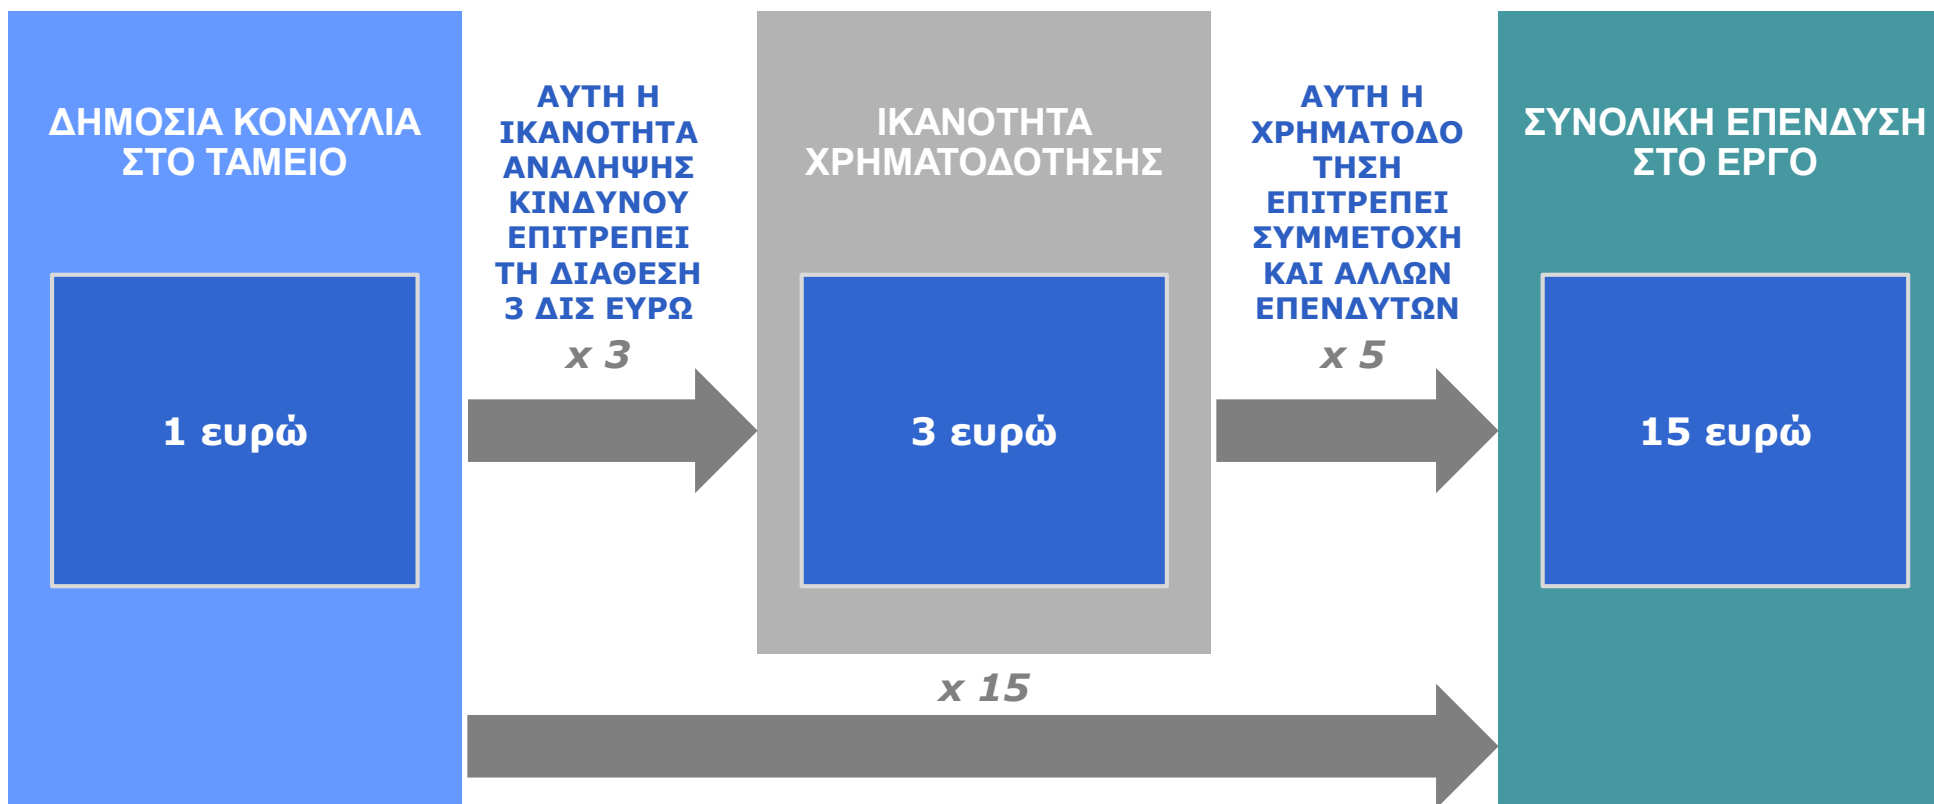 ΔΗΜΟΣΙΑ ΚΟΝΔΥΛΙΑ
ΣΤΟ ΤΑΜΕΙΟ
1 ευρώ
ΑΥΤΗ Η
ΙΚΑΝΟΤΗΤΑ
ΑΝΑΛΗΨΗΣ
ΚΙΝΔΥΝΟΥ
ΕΠΙΤΡΕΠΕΙ
ΤΗ ΔΙΑΘΕΣΗ
3 ΔΙΣ ΕΥΡΩ
x 3
ΙΚΑΝΟΤΗΤΑ
ΧΡΗΜΑΤΟΔΟΤΗΣΗΣ
3 ευρώ
ΑΥΤΗ Η
ΧΡΗΜΑΤΟΔΟ
ΤΗΣΗ
ΕΠΙΤΡΕΠΕΙ
ΣΥΜΜΕΤΟΧΗ
ΚΑΙ ΑΛΛΩΝ
ΕΠΕΝΔΥΤΩΝ
x 5
ΣΥΝΟΛΙΚΗ ΕΠΕΝΔΥΣΗ
ΣΤΟ ΕΡΓΟ
15 ευρώ
x 15